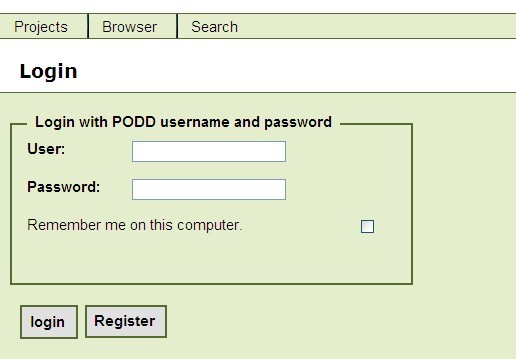 Projects Browser Search
Login
Login with PODD username and password
User:
Password:
Remember me on this computer.
login Register